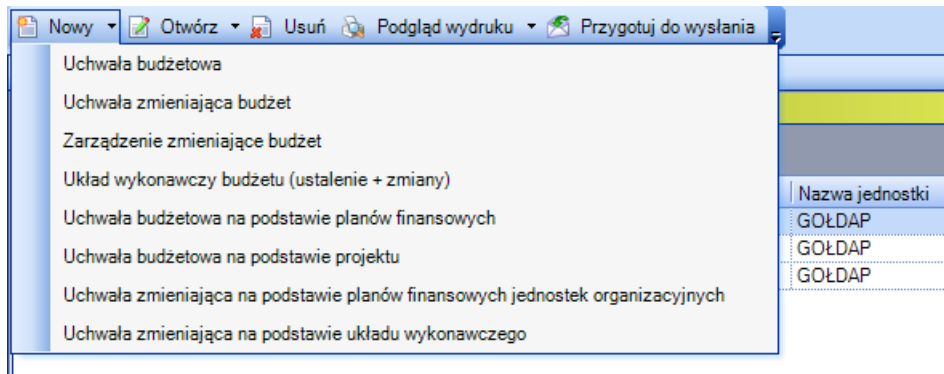 Nowy Otwórz Usuń Podgląd wydruku Przygotuj do wysłania
Uchwała budżetowa
Uchwała zmieniająca budżet
Zarządzenie zmieniające budżet
Układ wykonawczy budżetu (ustalenie + zmiany)
Uchwała budżetowa na podstawie planów finansowych
Uchwała budżetowa na podstawie projektu
Uchwała zmieniająca na podstawie planów finansowych jednostek organizacyjnych
Uchwała zmieniająca na podstawie układu wykonawczego
Nazwa jednostki
GOŁDAP
GOŁDAP
GOŁDAP